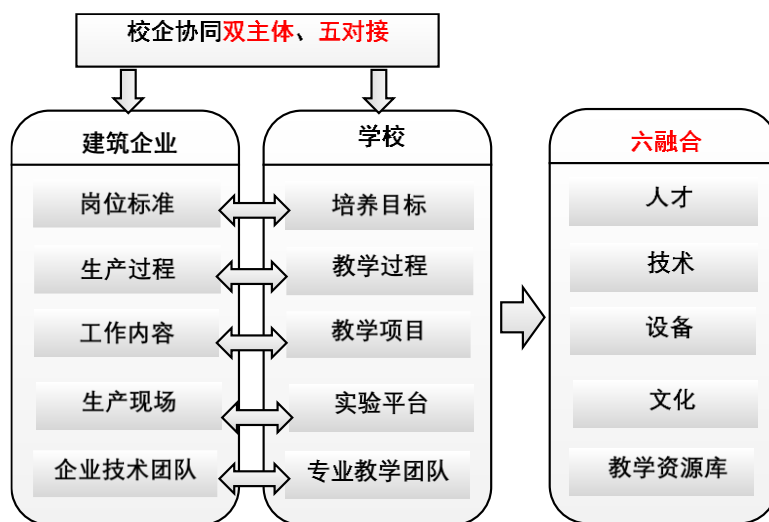 校企协同双主体、五对接
建筑企业
学校
六融合
岗位标准
培养目标
人才
生产过程
教学过程
技术
工作内容
教学项目
设备
生产现场
实验平台
文化
企业技术团队
专业教学团队
教学资源库